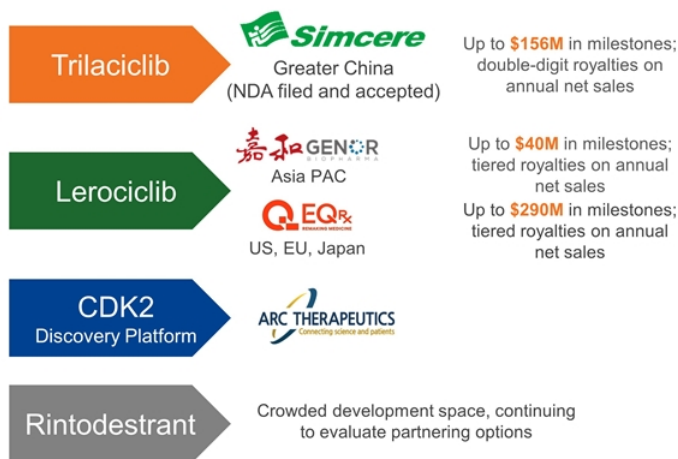 Trilaciclib
Simcere
Greater China
(NDA filed and accepted)
Up to $156M in milestones;
double-digit royalties on
annual net sales
Lerociclib
嘉和 GENOR
BIOPHARMA
Asia PAC
Up to $40M in milestones;
tiered royalties on annual
net sales
EQRx
REMAKING MEDICINE
US, EU, Japan
Up to $290M in milestones;
tiered royalties on annual
net sales
CDK2
Discovery Platform
ARC THERAPEUTICS
Connecting science and patients
Rintodestrant
Crowded development space, continuing
to evaluate partnering options